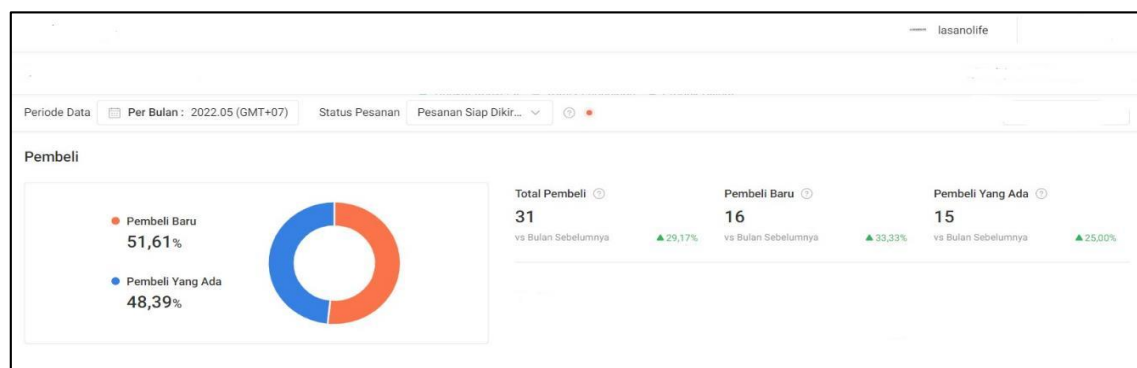 lasanolife
Periode Data Per Bulan : 2022.05 (GMT+07) Status Pesanan Pesanan Siap Dikir...
Pembeli
Pembeli Baru
51,61%
Pembeli Yang Ada
48,39%
Total Pembeli
31
vs Bulan Sebelumnya ▲ 29,17%
Pembeli Baru
16
vs Bulan Sebelumnya ▲ 33,33%
Pembeli Yang Ada
15
vs Bulan Sebelumnya ▲ 25,00%